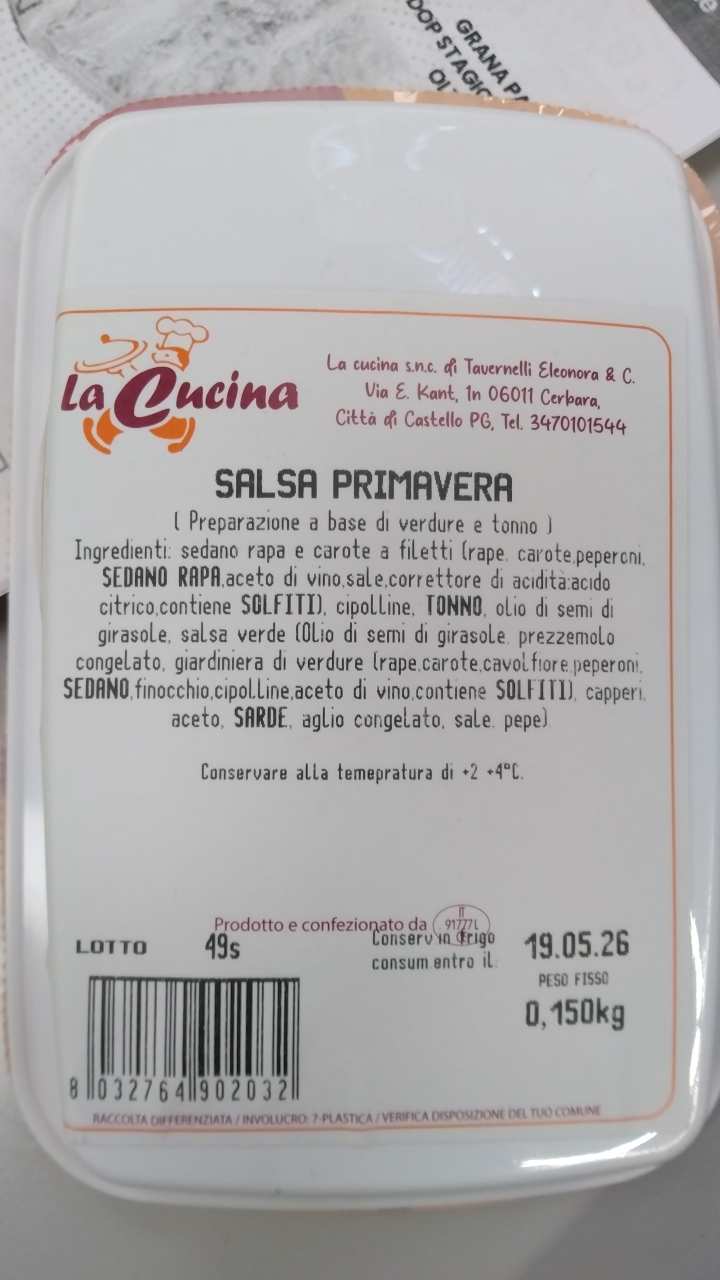 GRANA PA
DOP STAGIO
La Cucina
La cucina s.n.c. di Tavernelli Eleonora & C.
Via E. Kant, 1n 06011 Cerbara,
Città di Castello PG, Tel. 3470101544
SALSA PRIMAVERA
( Preparazione a base di verdure e tonno )
Ingredienti: sedano rapa e carote a filetti (rape, carote,peperoni,
SEDANO RAPA,aceto di vino,sale,correttore di acidità:acido
citrico,contiene SOLFITI), cipolline, TONNO, olio di semi di
girasole, salsa verde (Olio di semi di girasole, prezzemolo
congelato, giardiniera di verdure (rape,carote,cavolfiore,peperoni,
SEDANO,finocchio,cipolline,aceto di vino,contiene SOLFITI), capperi,
aceto, SARDE, aglio congelato, sale, pepe)
Conservare alla temepratura di +2 +4°C.
Prodotto e confezionato da
IT
91777L
CE
LOTTO 49s
Conserv in frigo
consum entro il:
19.05.26
PESO FISSO
0,150kg
8 032764 902032
RACCOLTA DIFFERENZIATA / INVOLUCRO: 7-PLASTICA / VERIFICA DISPOSIZIONE DEL TUO COMUNE